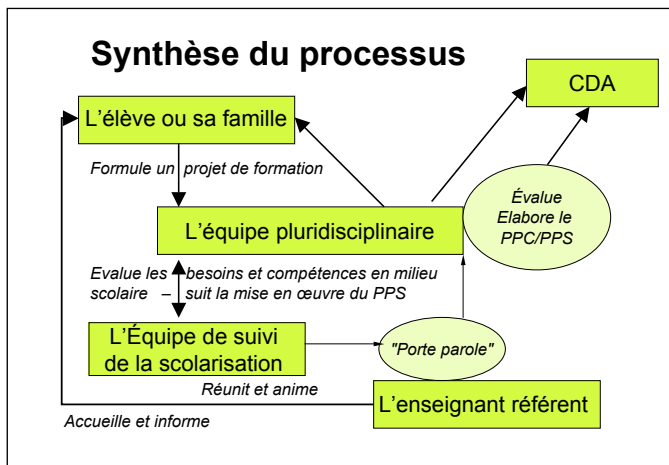 Synthèse du processus
CDA
L'élève ou sa famille
Formule un projet de formation
Évalue
Elabore le
PPC/PPS
L'équipe pluridisciplinaire
Evalue les besoins et compétences en milieu
scolaire – suit la mise en œuvre du PPS
L'Équipe de suivi
de la scolarisation
"Porte parole"
Réunit et anime
L'enseignant référent
Accueille et informe